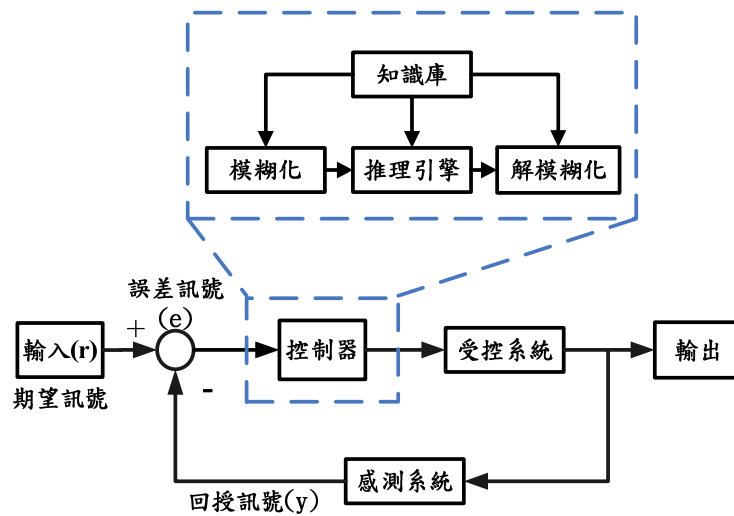 知識庫
模糊化
推理引擎
解模糊化
誤差訊號
(e)
+
輸入(r)
控制器
受控系統
輸出
期望訊號
-
感測系統
回授訊號(y)